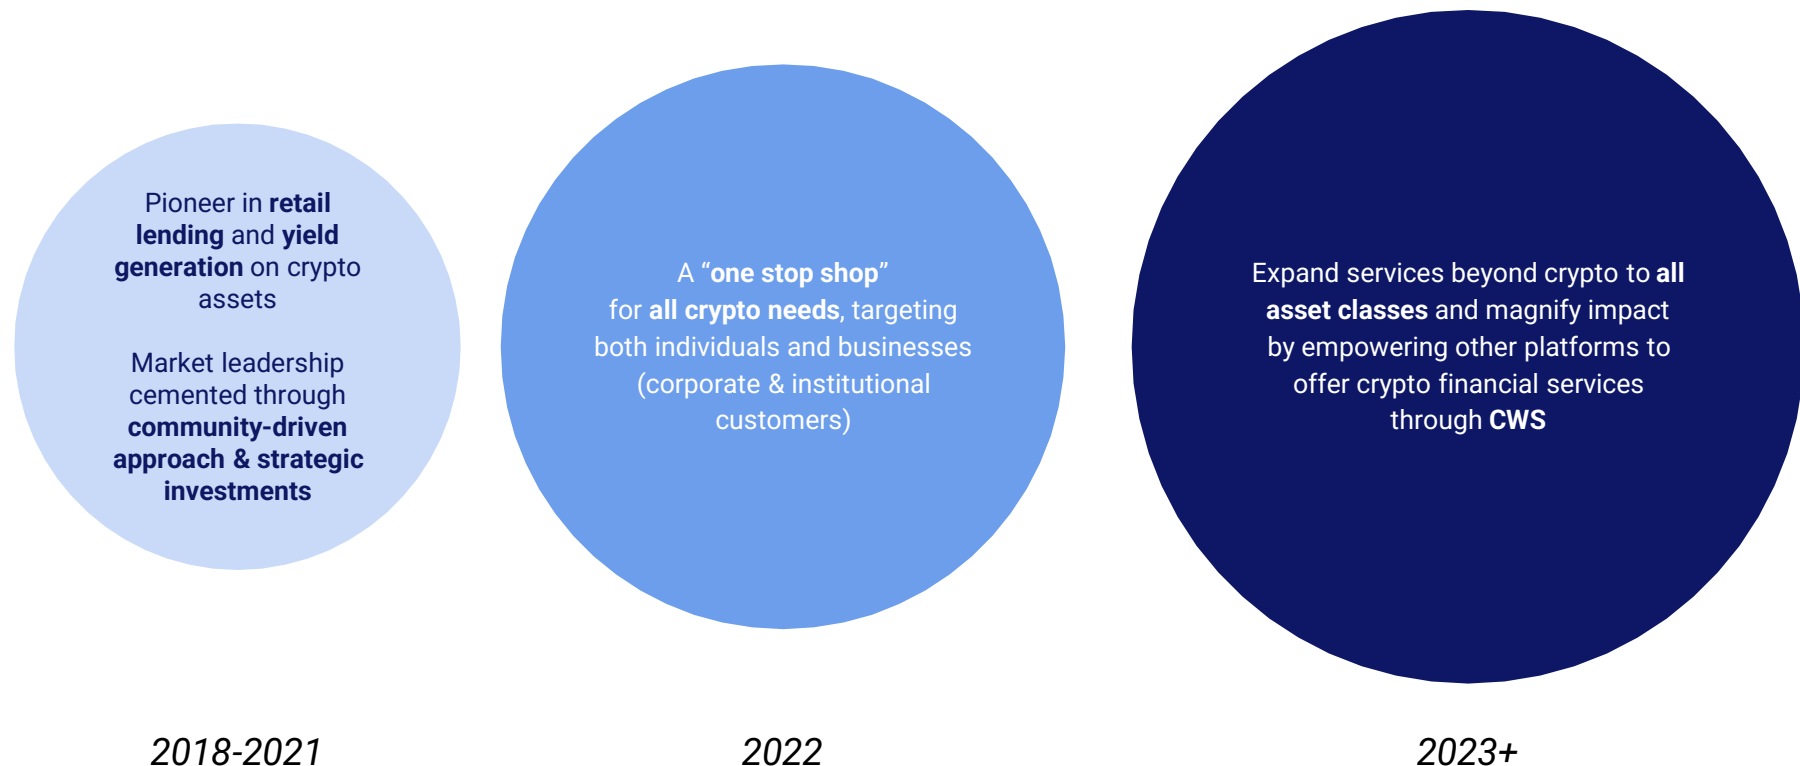 Pioneer in retail
lending and yield
generation on crypto
assets
Market leadership
cemented through
community-driven
approach & strategic
investments
2018-2021
A “one stop shop”
for all crypto needs, targeting
both individuals and businesses
(corporate & institutional
customers)
2022
Expand services beyond crypto to all
asset classes and magnify impact
by empowering other platforms to
offer crypto financial services
through CWS
2023+